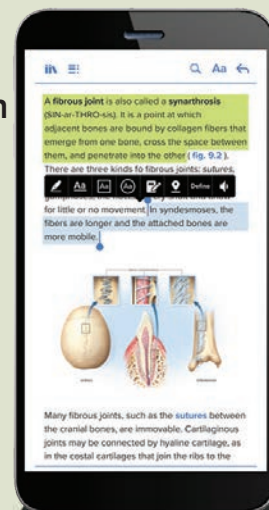 n
Aa
A fibrous joint is also called a synarthrosis
(SIN-ar-THRO-sis). It is a point at which
adjacent bones are bound by collagen fibers that
emerge from one bone, cross the space between
them, and penetrate into the other (fig. 9.2).
There are three kinds fo fibrous joints: sutures,
Aa Aa Aa Define
for little or no movement. In syndesmoses, the
fibers are longer and the attached bones are
more mobile.
Many fibrous joints, such as the sutures between
the cranial bones, are immovable. Cartilaginous
joints may be connected by hyaline cartilage, as
in the costal cartilages that join the ribs to the